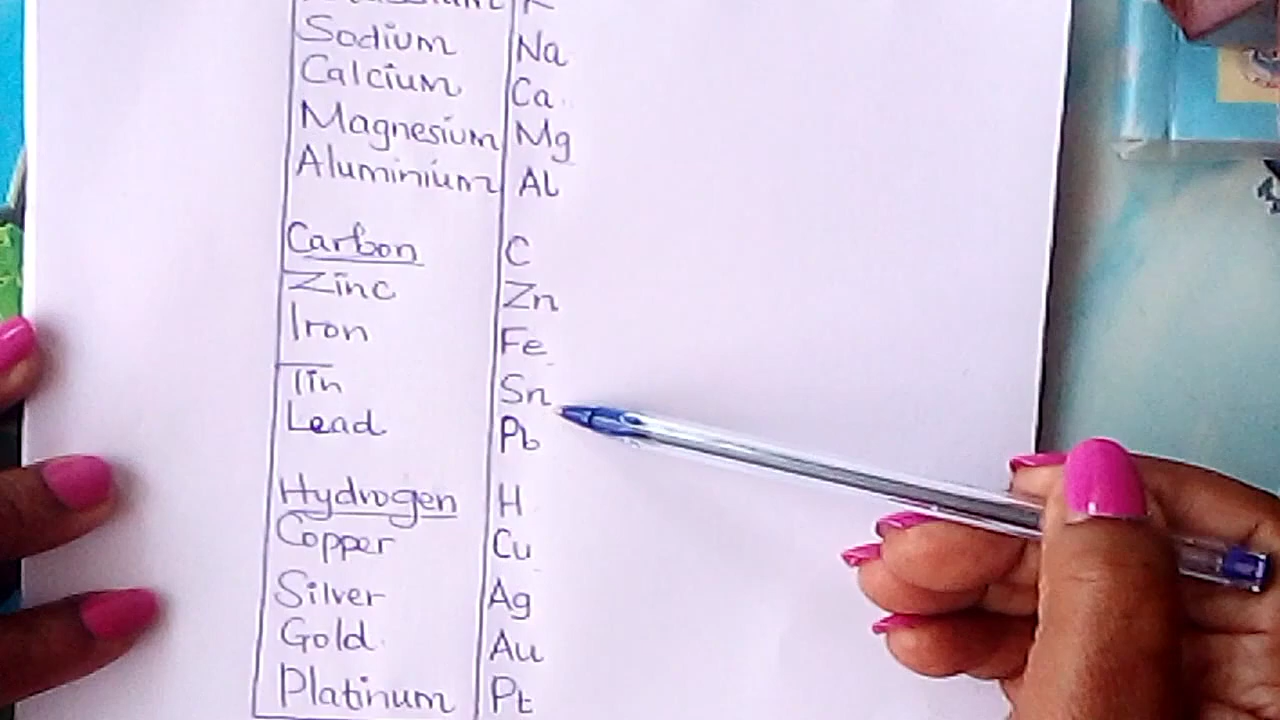 Sodium Na
Calcium Ca
Magnesium Mg
Aluminium Al
Carbon C
Zinc Zn
Iron Fe
Tin Sn
Lead Pb
Hydrogen H
Copper Cu
Silver Ag
Gold Au
Platinum Pt